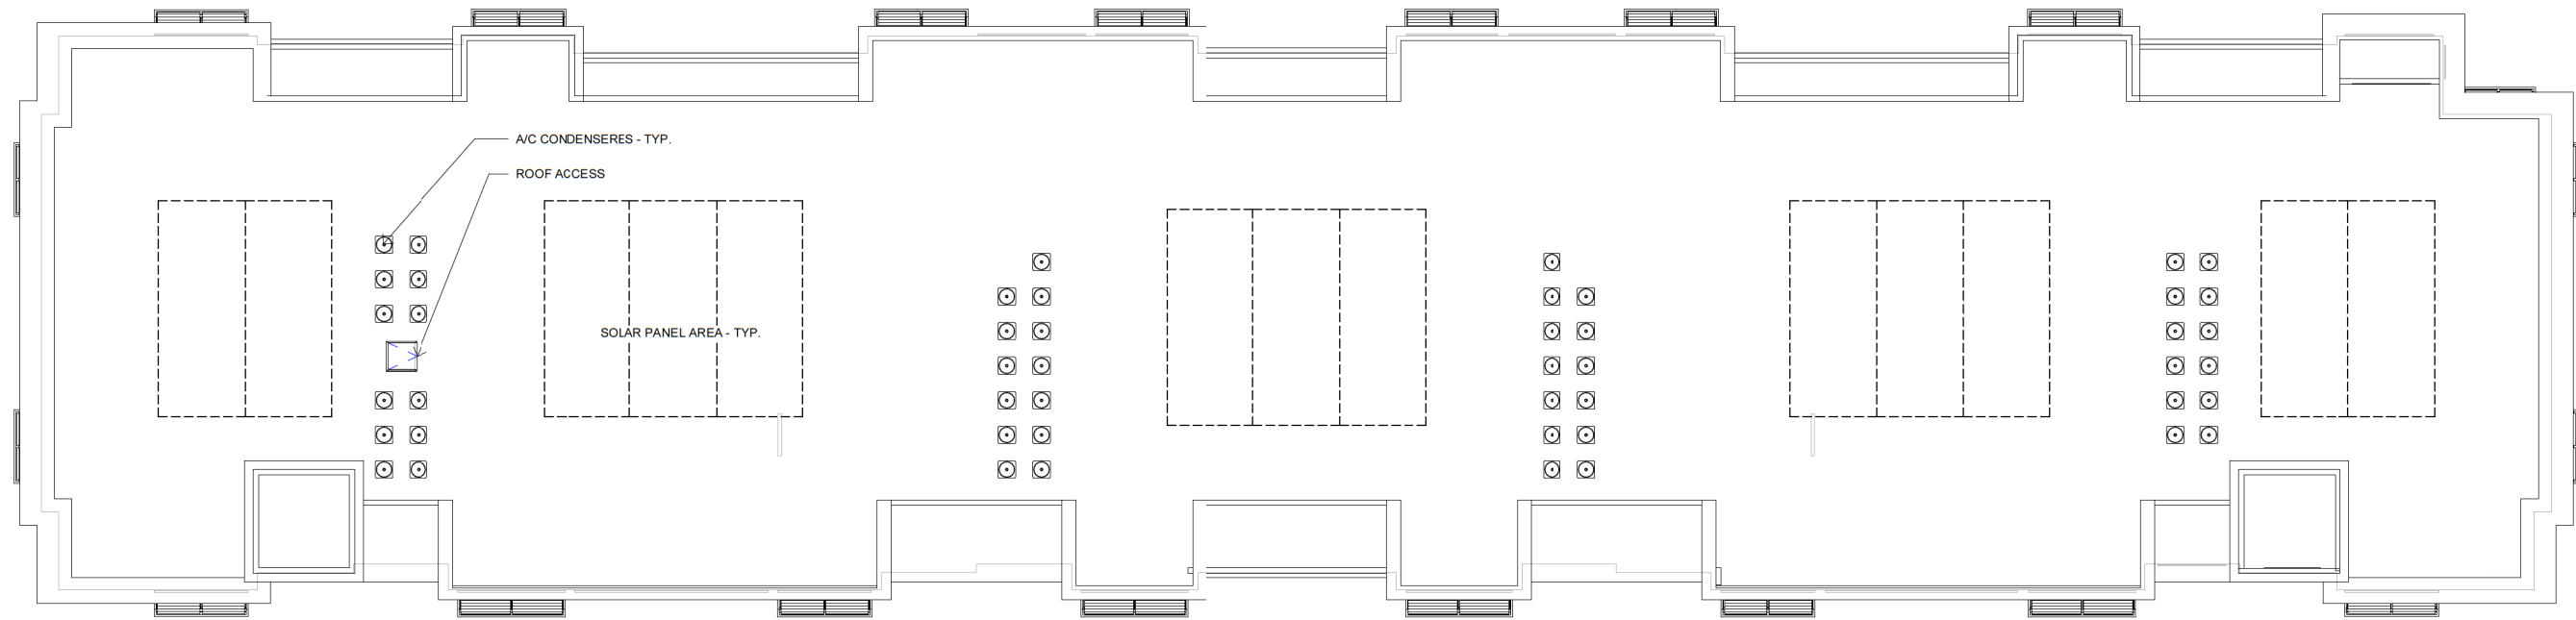 A/C CONDENSERES - TYP.
ROOF ACCESS
SOLAR PANEL AREA - TYP.